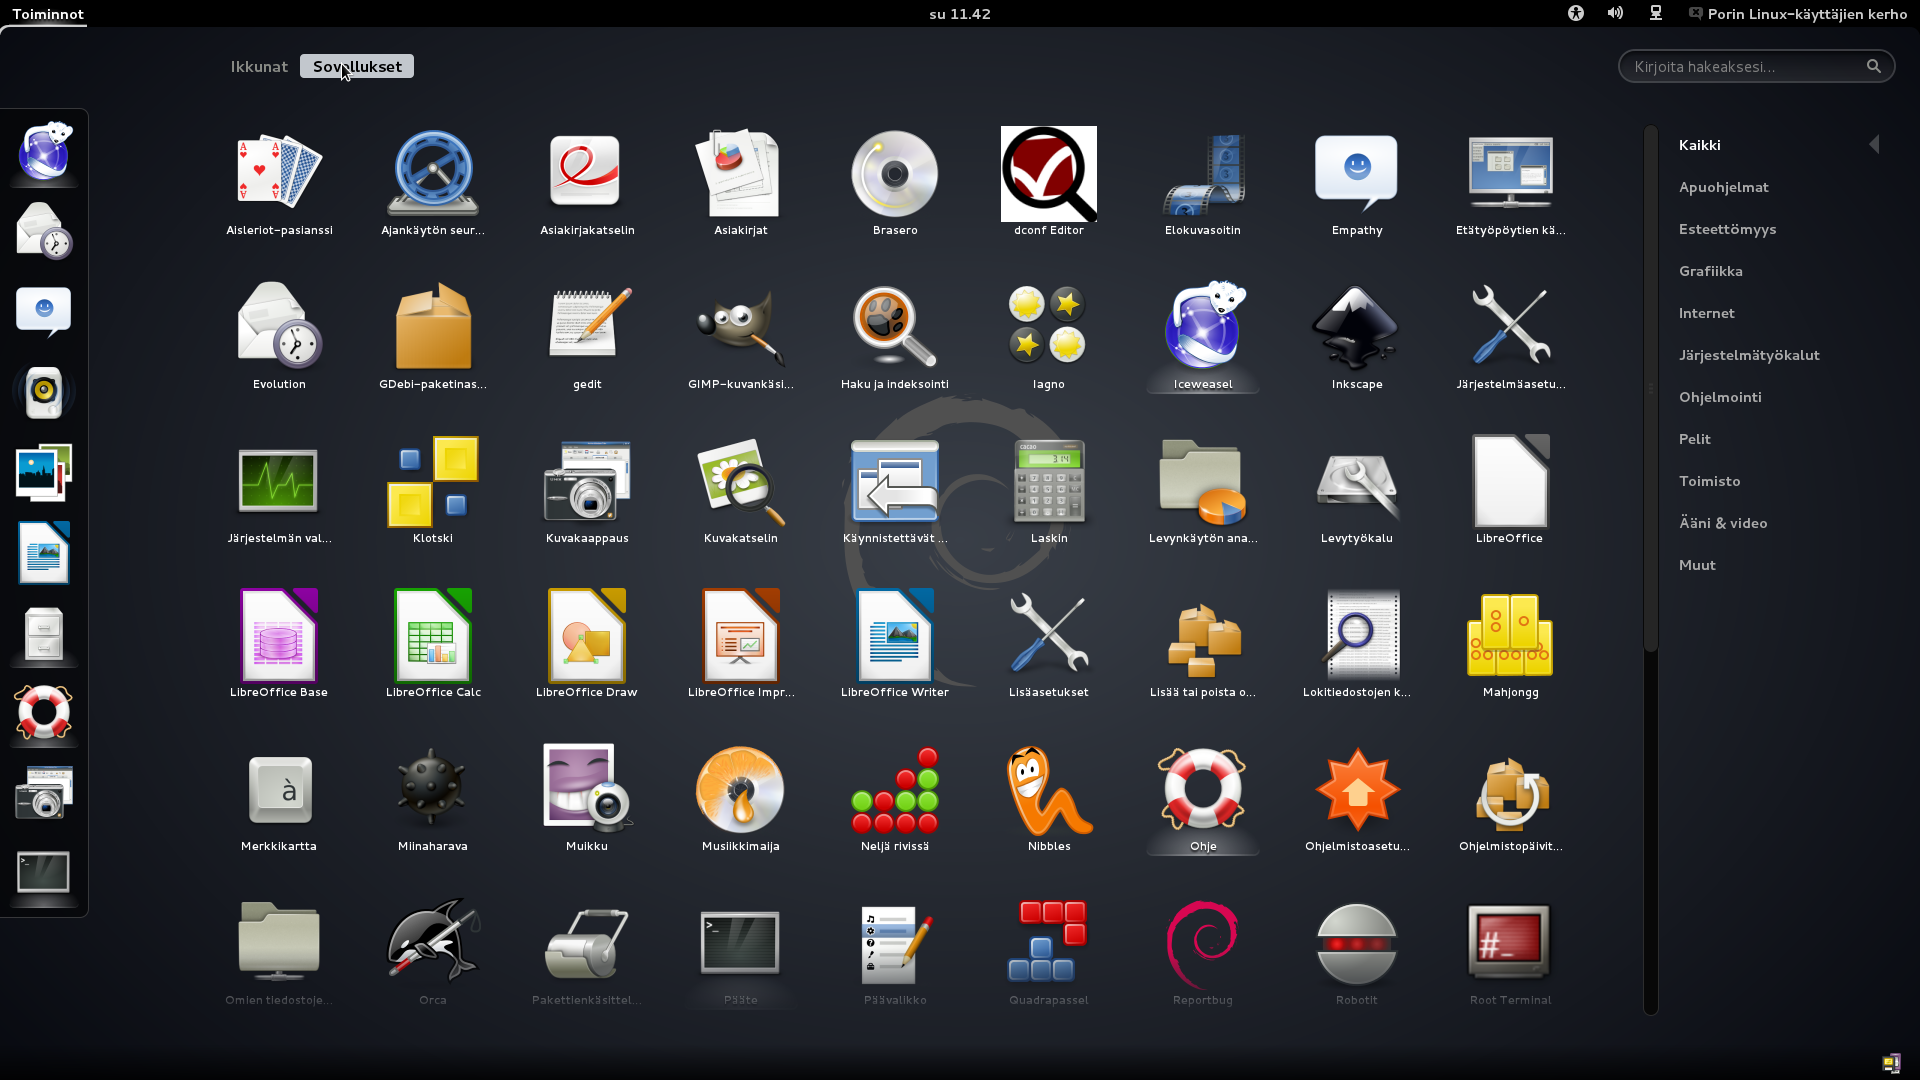 Toiminnot
su 11.42
Porin Linux-käyttäjien kerho
Ikkunat
Sovellukset
Kirjoita hakeaksesi...
Aisleriot-pasianssi
Ajankäytön seur...
Asiakirjakatselin
Asiakirjat
Brasero
dconf Editor
Elokuvasoitin
Empathy
Etätyöpöytien kä...
Evolution
GDebi-paketinas...
gedit
GIMP-kuvankäsi...
Haku ja indeksointi
Iagno
Iceweasel
Inkscape
Järjestelmäasetu...
Järjestelmän val...
Klotski
Kuvakaappaus
Kuvakatselin
Käynnistettävät ...
Laskin
Levynkäytön ana...
Levytyökalu
LibreOffice
LibreOffice Base
LibreOffice Calc
LibreOffice Draw
LibreOffice Impr...
LibreOffice Writer
Lisäasetukset
Lisää tai poista o...
Lokitiedostojen k...
Mahjongg
Merkkikartta
Miinaharava
Muikku
Musiikkimaija
Neljä rivissä
Nibbles
Ohje
Ohjelmistoasetu...
Ohjelmistopäivit...
Omien tiedostoje...
Orca
Pakettienkäsittel...
Pääte
Päävalikko
Quadrapassel
Reportbug
Robotit
Root Terminal
Kaikki
Apuohjelmat
Esteettömyys
Grafiikka
Internet
Järjestelmätyökalut
Ohjelmointi
Pelit
Toimisto
Ääni & video
Muut